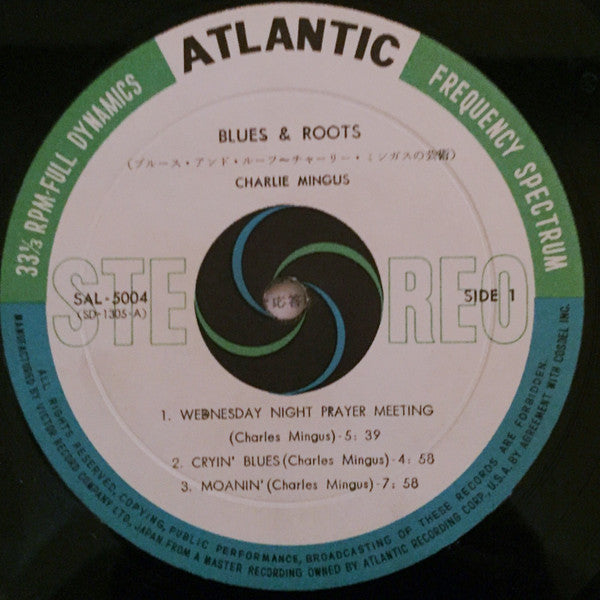 ATLANTIC
33⅓ RPM·FULL DYNAMICS
FREQUENCY SPECTRUM
BLUES & ROOTS
(ブルース・アンド・ルーツ〜チャーリー・ミンガスの芸術)
CHARLIE MINGUS
STEREO
SAL-5004
(SD-1305-A)
SIDE 1
応答
1. WEDNESDAY NIGHT PRAYER MEETING
(Charles Mingus)-5:39
2. CRYIN' BLUES (Charles Mingus)-4:58
3. MOANIN' (Charles Mingus)-7:58
ALL RIGHTS RESERVED, COPYING, PUBLIC PERFORMANCE, BROADCASTING OF THESE RECORDS ARE FORBIDDEN.
MANUFACTURED BY VICTOR RECORD COMPANY LTD, JAPAN FROM A MASTER RECORDING OWNED BY ATLANTIC RECORDING CORP., U.S.A. BY AGREEMENT WITH COSDEL INC.